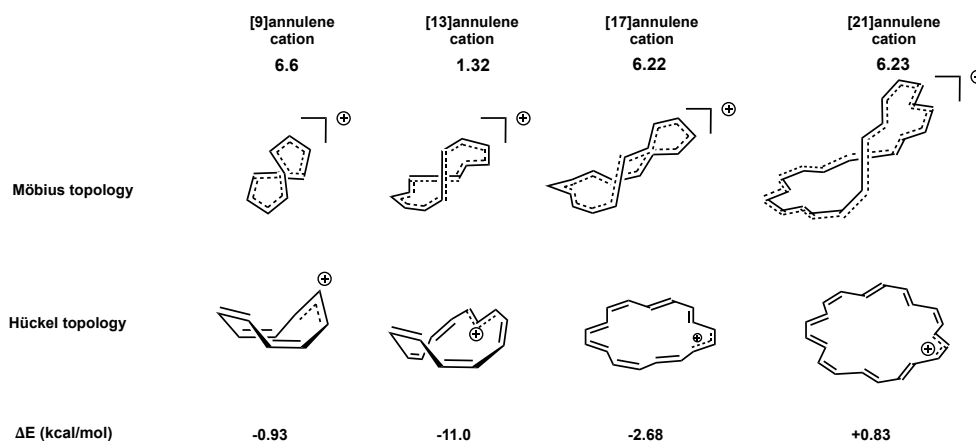 [9]annulene [13]annulene [17]annulene [21]annulene
cation cation cation cation
6.6 1.32 6.22 6.23
⊕ ⊕ ⊕ ⊕
Möbius topology
⊕
Hückel topology
⊕ ⊕ ⊕
ΔE (kcal/mol) -0.93 -11.0 -2.68 +0.83